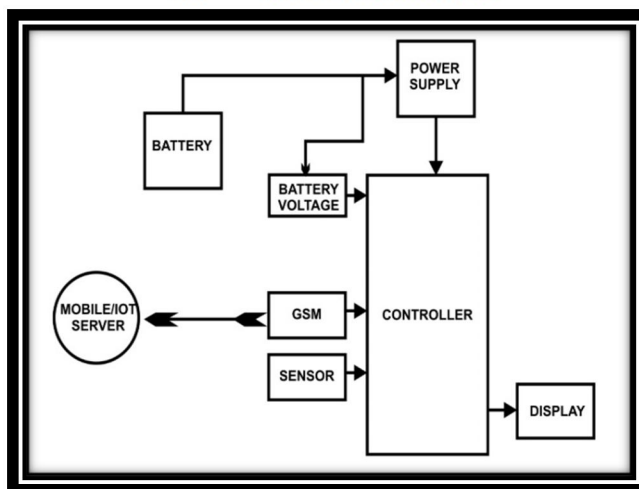 POWER
SUPPLY
BATTERY
BATTERY
VOLTAGE
MOBILE/IOT
SERVER
GSM
CONTROLLER
SENSOR
DISPLAY